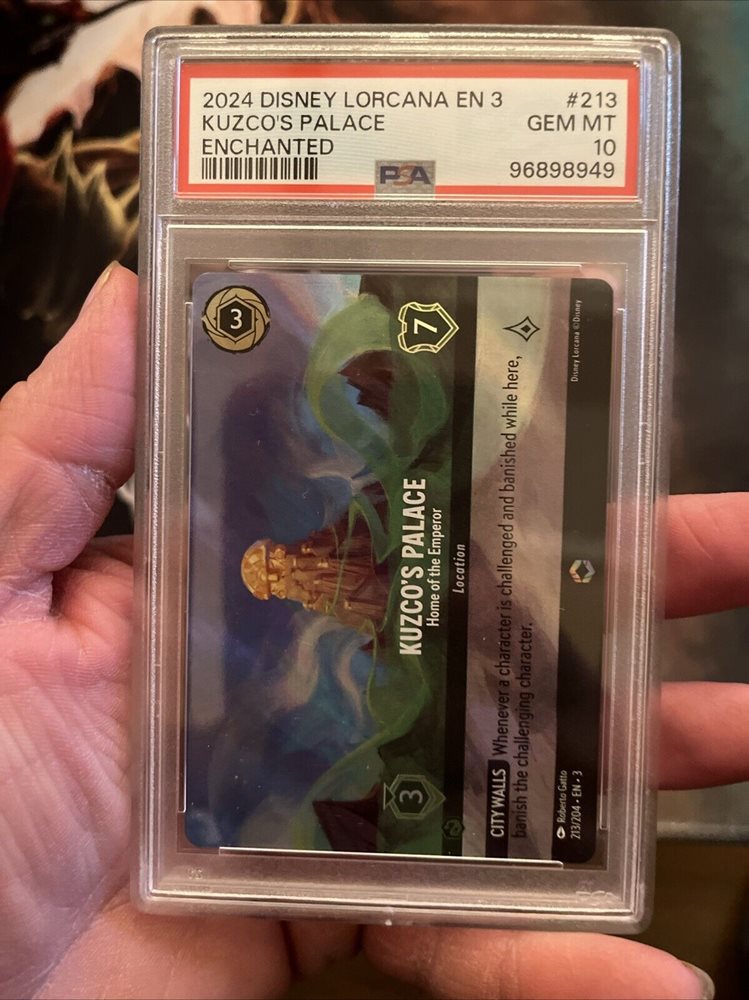 2024 DISNEY LORCANA EN 3 #213
KUZCO'S PALACE GEM MT
ENCHANTED 10
PSA 96898949
3
7
3
KUZCO'S PALACE
Home of the Emperor
Location
CITY WALLS Whenever a character is challenged and banished while here,
banish the challenging character.
Roberto Gatto
213/204 • EN • 3
Disney Lorcana ©Disney